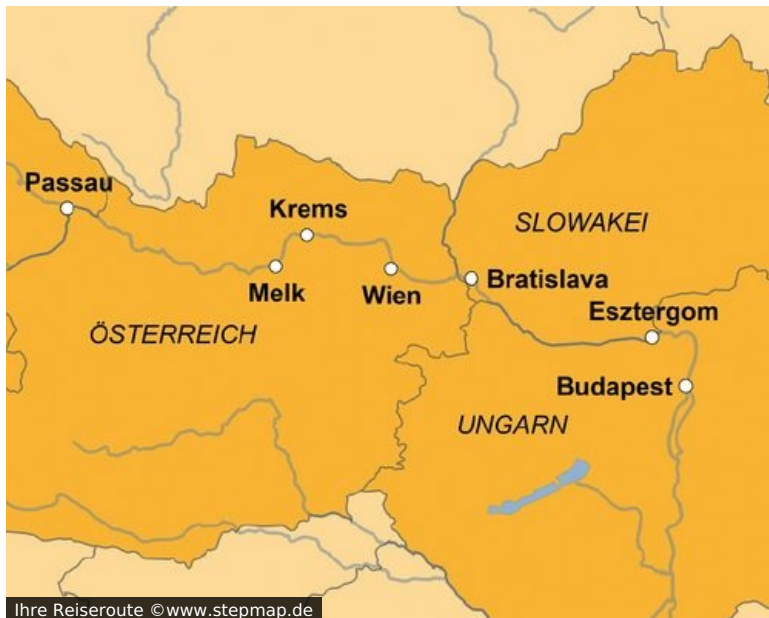 Passau
Krems
SLOWAKEI
Melk
Wien
Bratislava
Esztergom
ÖSTERREICH
Budapest
UNGARN
Ihre Reiseroute ©www.stepmap.de